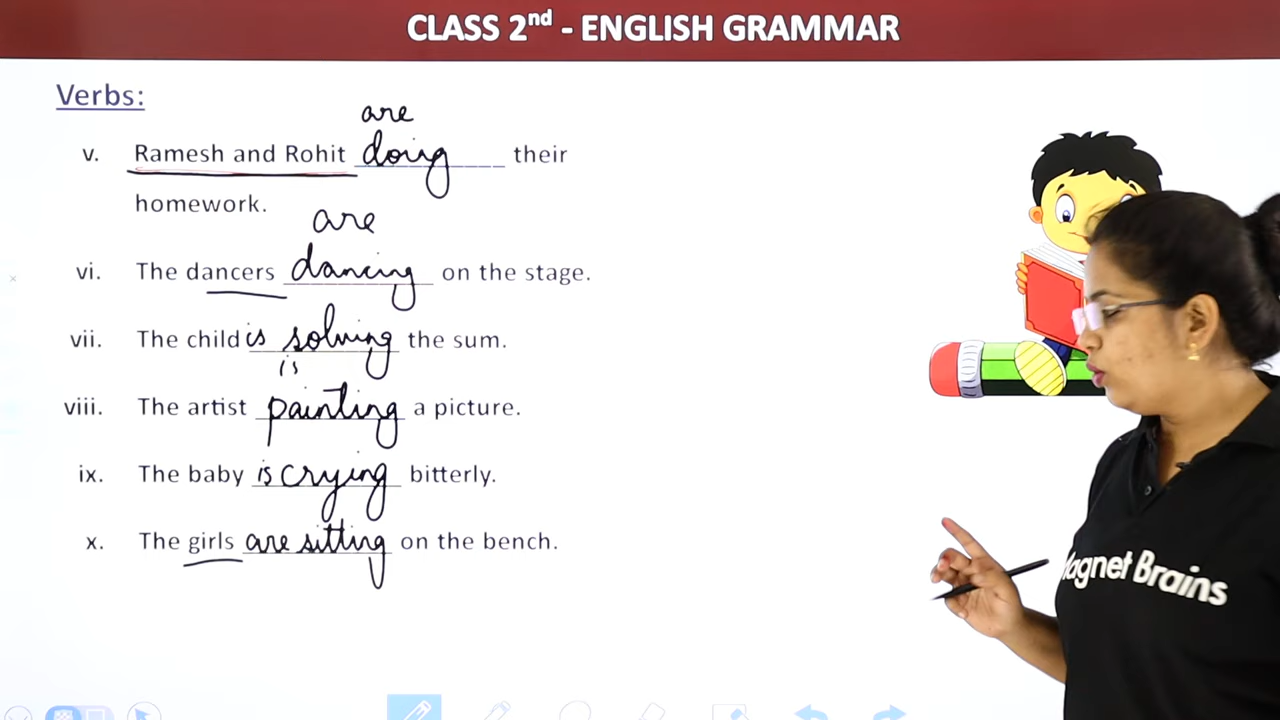 CLASS 2nd - ENGLISH GRAMMAR
Verbs:
are
v. Ramesh and Rohit doing their
homework.
are
vi. The dancers dancing on the stage.
vii. The child is solving the sum.
is
viii. The artist painting a picture.
ix. The baby is crying bitterly.
x. The girls are sitting on the bench.
Magnet Brains